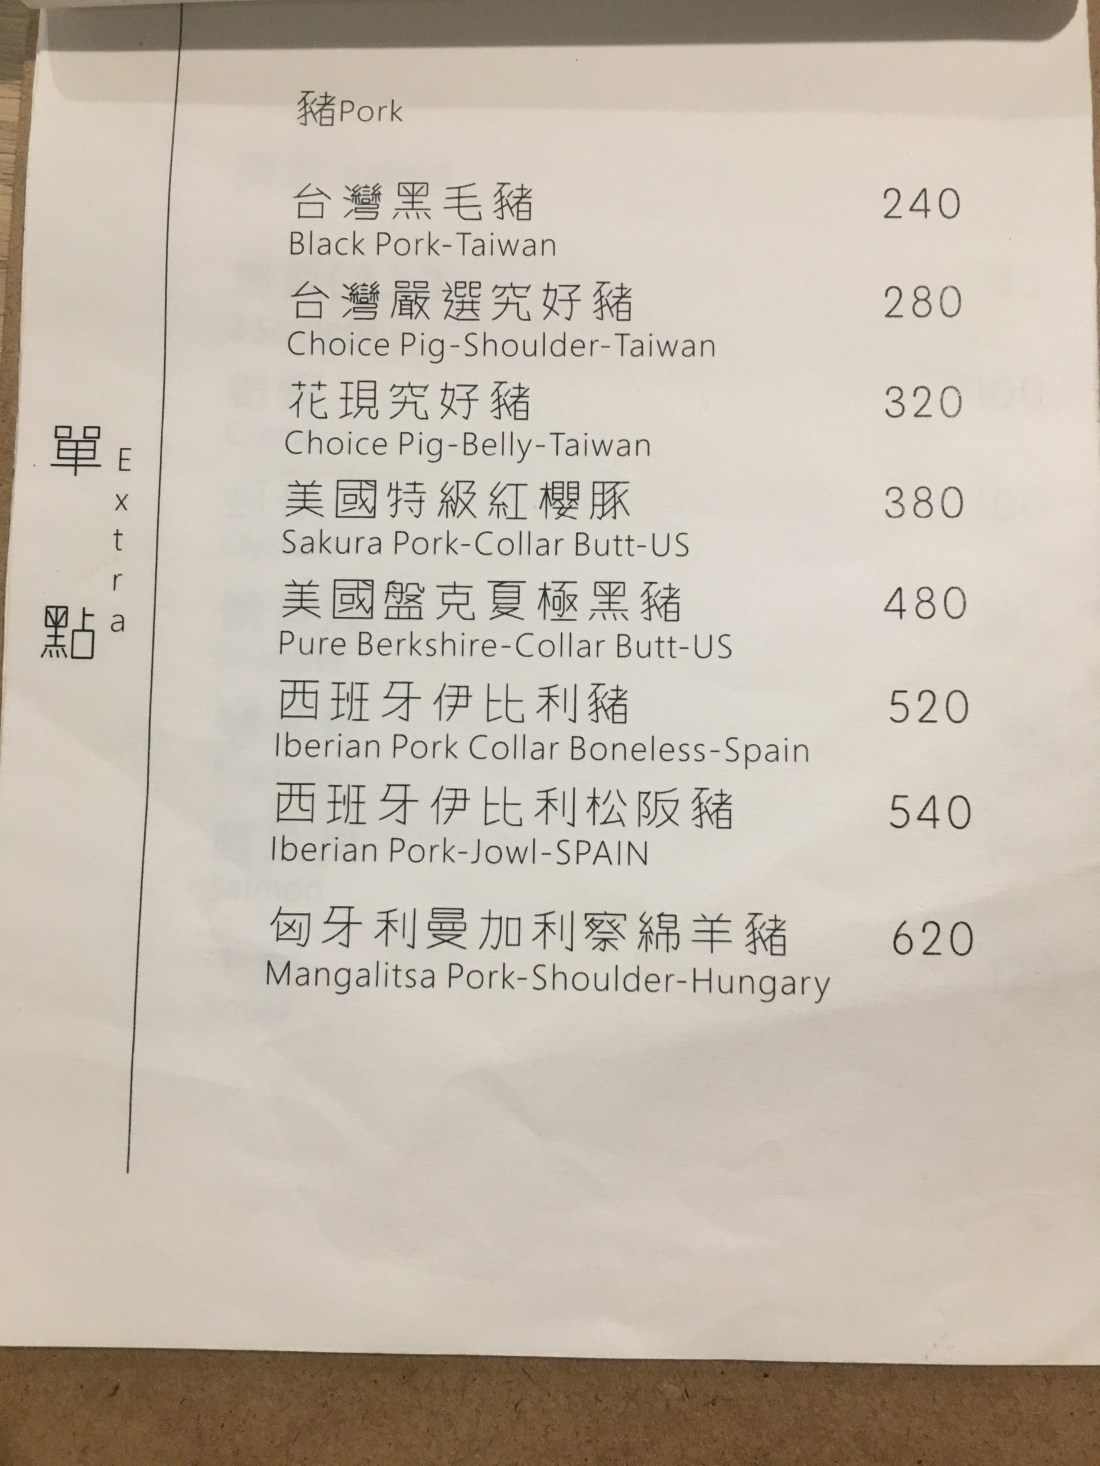 豬Pork
台灣黑毛豬 240
Black Pork-Taiwan
台灣嚴選究好豬 280
Choice Pig-Shoulder-Taiwan
花現究好豬 320
Choice Pig-Belly-Taiwan
美國特級紅櫻豚 380
Sakura Pork-Collar Butt-US
美國盤克夏極黑豬 480
Pure Berkshire-Collar Butt-US
西班牙伊比利豬 520
Iberian Pork Collar Boneless-Spain
西班牙伊比利松阪豬 540
Iberian Pork-Jowl-SPAIN
匈牙利曼加利察綿羊豬 620
Mangalitsa Pork-Shoulder-Hungary
單點
Extra